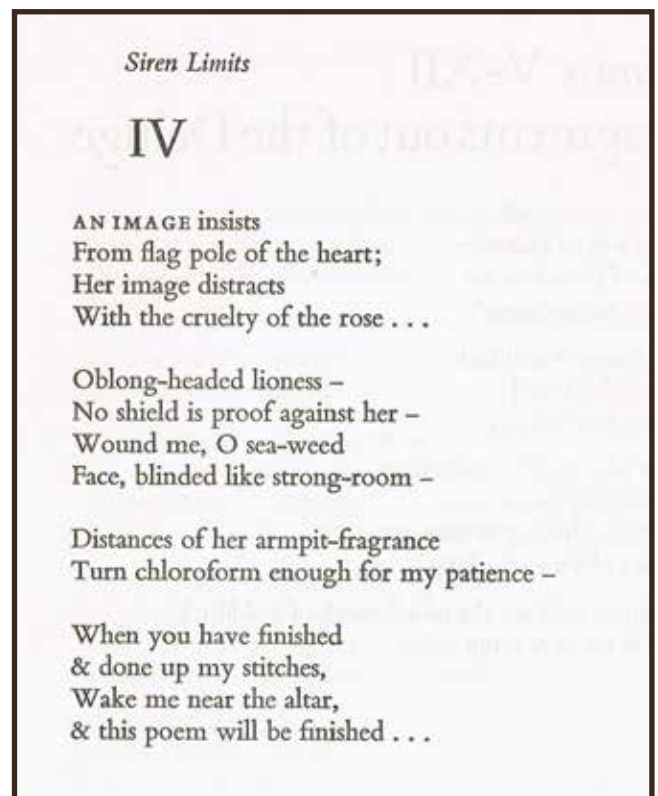 Siren Limits
IV
AN IMAGE insists
From flag pole of the heart;
Her image distracts
With the cruelty of the rose . . .
Oblong-headed lioness –
No shield is proof against her –
Wound me, O sea-weed
Face, blinded like strong-room –
Distances of her armpit-fragrance
Turn chloroform enough for my patience –
When you have finished
& done up my stitches,
Wake me near the altar,
& this poem will be finished . . .